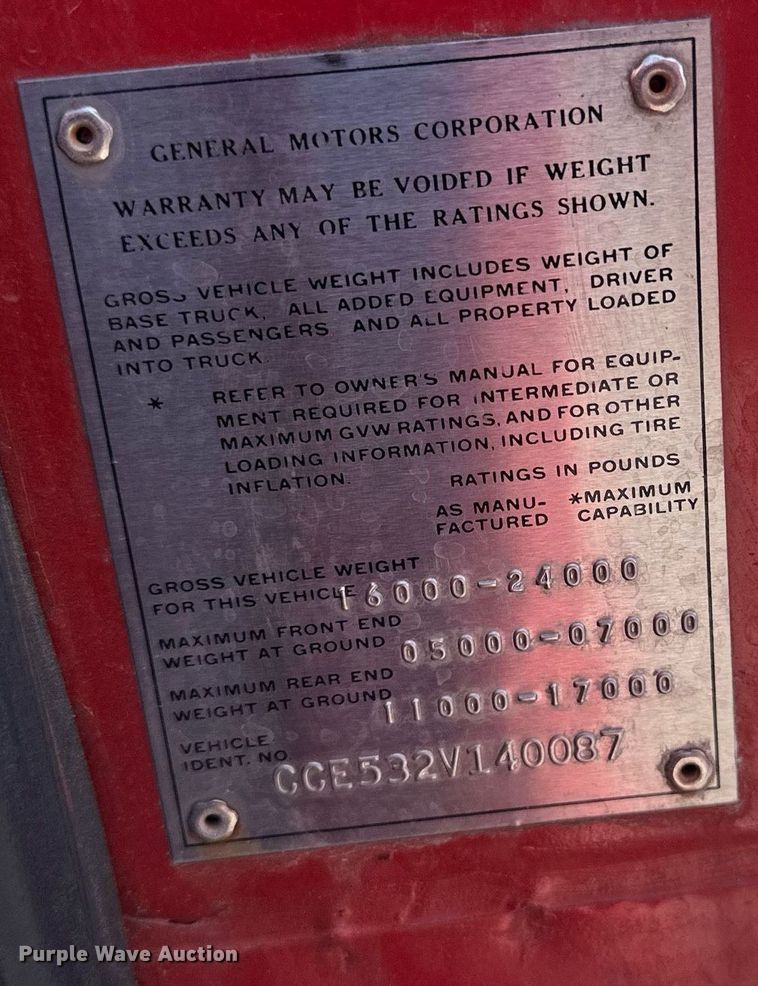 GENERAL MOTORS CORPORATION
WARRANTY MAY BE VOIDED IF WEIGHT
EXCEEDS ANY OF THE RATINGS SHOWN.
GROSS VEHICLE WEIGHT INCLUDES WEIGHT OF
BASE TRUCK, ALL ADDED EQUIPMENT, DRIVER
AND PASSENGERS AND ALL PROPERTY LOADED
INTO TRUCK.
* REFER TO OWNER'S MANUAL FOR EQUIP-
MENT REQUIRED FOR INTERMEDIATE OR
MAXIMUM GVW RATINGS, AND FOR OTHER
LOADING INFORMATION, INCLUDING TIRE
INFLATION.
RATINGS IN POUNDS
AS MANU- *MAXIMUM
FACTURED CAPABILITY
GROSS VEHICLE WEIGHT
FOR THIS VEHICLE 16000-24000
MAXIMUM FRONT END
WEIGHT AT GROUND 05000-07000
MAXIMUM REAR END
WEIGHT AT GROUND 11000-17000
VEHICLE
IDENT. NO. CCE532V140087
Purple Wave Auction